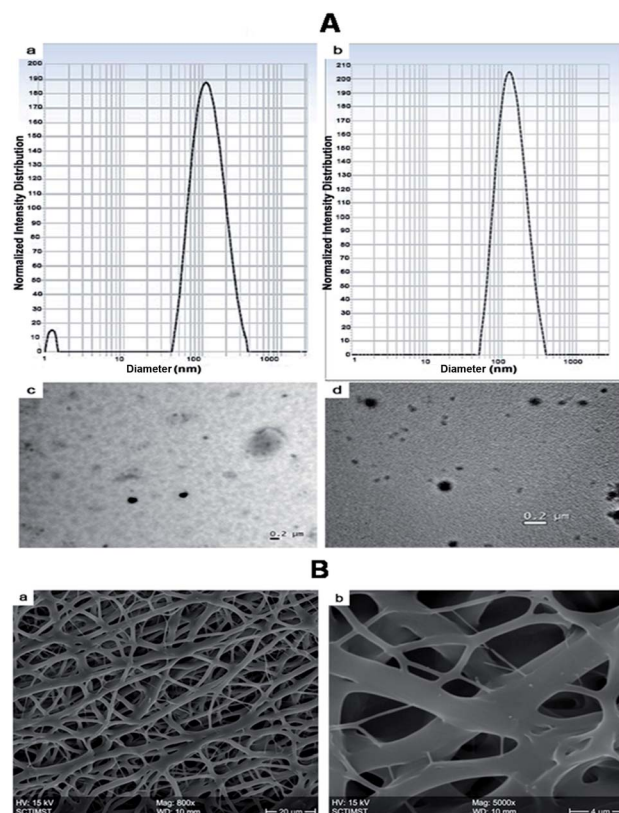 A
a
200
190
180
170
160
150
140
130
120
110
100
90
80
70
60
50
40
30
20
10
0
Normalized Intensity Distribution
1
10
100
1000
Diameter (nm)
b
210
200
190
180
170
160
150
140
130
120
110
100
90
80
70
60
50
40
30
20
10
0
Normalized Intensity Distribution
1
10
100
1000
Diameter (nm)
c
0.2 µm
d
0.2 µm
B
a
HV: 15 kV Mag: 800x
SCTIMST WD: 10 mm 20 µm
b
HV: 15 kV Mag: 5000x
SCTIMST WD: 10 mm 4 µm